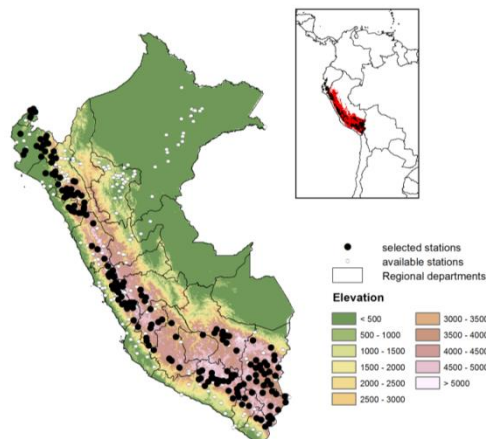 selected stations
available stations
Regional departments
Elevation
< 500
500 - 1000
1000 - 1500
1500 - 2000
2000 - 2500
2500 - 3000
3000 - 3500
3500 - 4000
4000 - 4500
4500 - 5000
> 5000